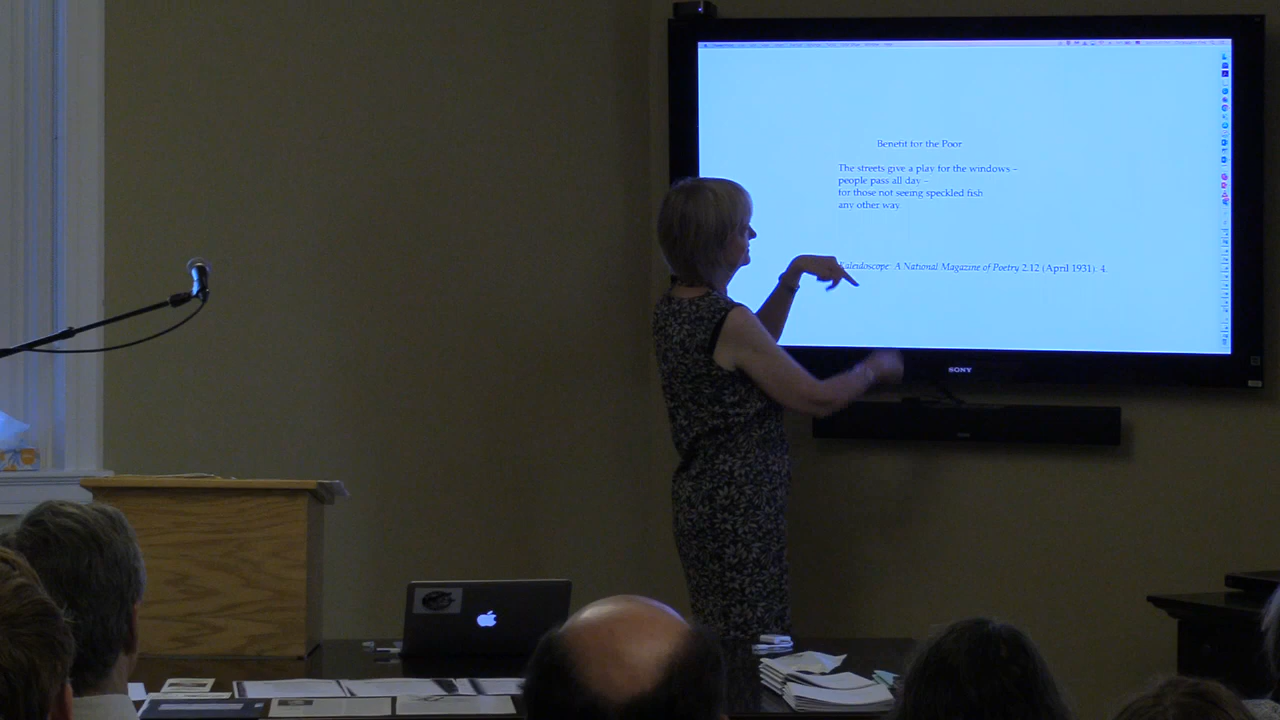 Benefit for the Poor
The streets give a play for the windows –
people pass all day –
for those not seeing speckled fish
any other way.
Kaleidoscope: A National Magazine of Poetry 2.12 (April 1931). 4.
SONY